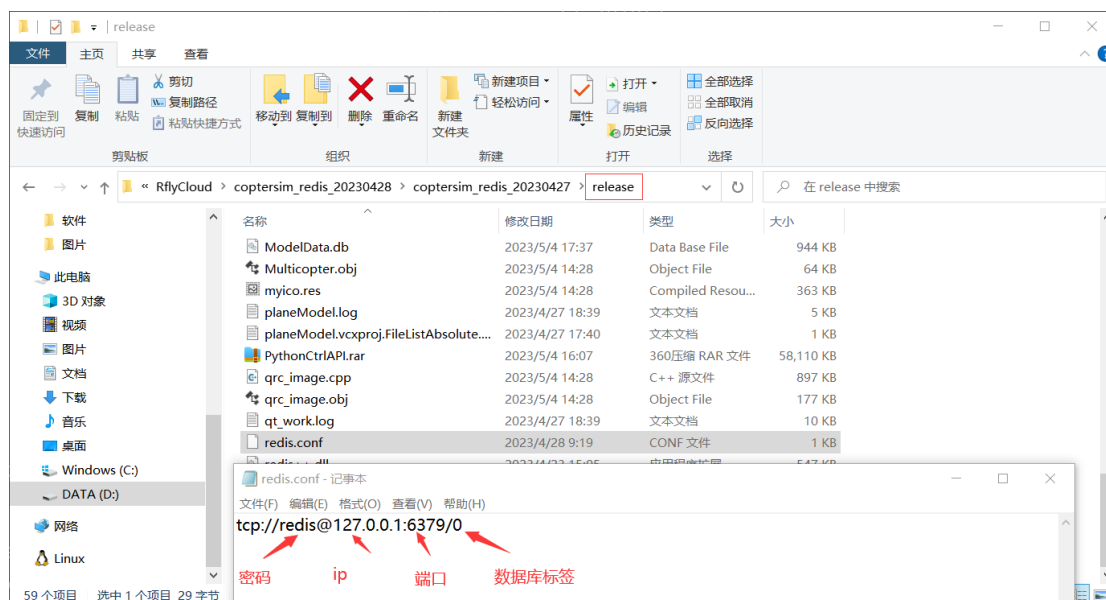 release
文件 主页 共享 查看
固定到快速访问
复制
粘贴
剪切
复制路径
粘贴快捷方式
剪贴板
移动到 复制到 删除 重命名
组织
新建文件夹
新建项目
轻松访问
新建
属性
打开
编辑
历史记录
打开
全部选择
全部取消
反向选择
选择
« RflyCloud > coptersim_redis_20230428 > coptersim_redis_20230427 > release
在 release 中搜索
软件
图片
此电脑
3D 对象
视频
图片
文档
下载
音乐
桌面
Windows (C:)
DATA (D:)
网络
Linux
名称 修改日期 类型 大小
ModelData.db 2023/5/4 17:37 Data Base File 944 KB
Multicopter.obj 2023/5/4 14:28 Object File 64 KB
myico.res 2023/5/4 14:28 Compiled Resou... 363 KB
planeModel.log 2023/4/27 18:39 文本文档 5 KB
planeModel.vcxproj.FileListAbsolute.... 2023/4/27 17:40 文本文档 1 KB
PythonCtrlAPI.rar 2023/5/4 16:07 360压缩 RAR 文件 58,110 KB
qrc_image.cpp 2023/5/4 14:28 C++ 源文件 897 KB
qrc_image.obj 2023/5/4 14:28 Object File 177 KB
qt_work.log 2023/4/27 18:39 文本文档 10 KB
redis.conf 2023/4/28 9:19 CONF 文件 1 KB
redis.conf - 记事本
文件(F) 编辑(E) 格式(O) 查看(V) 帮助(H)
tcp://redis@127.0.0.1:6379/0
密码 ip 端口 数据库标签
59 个项目 选中 1 个项目 29 字节